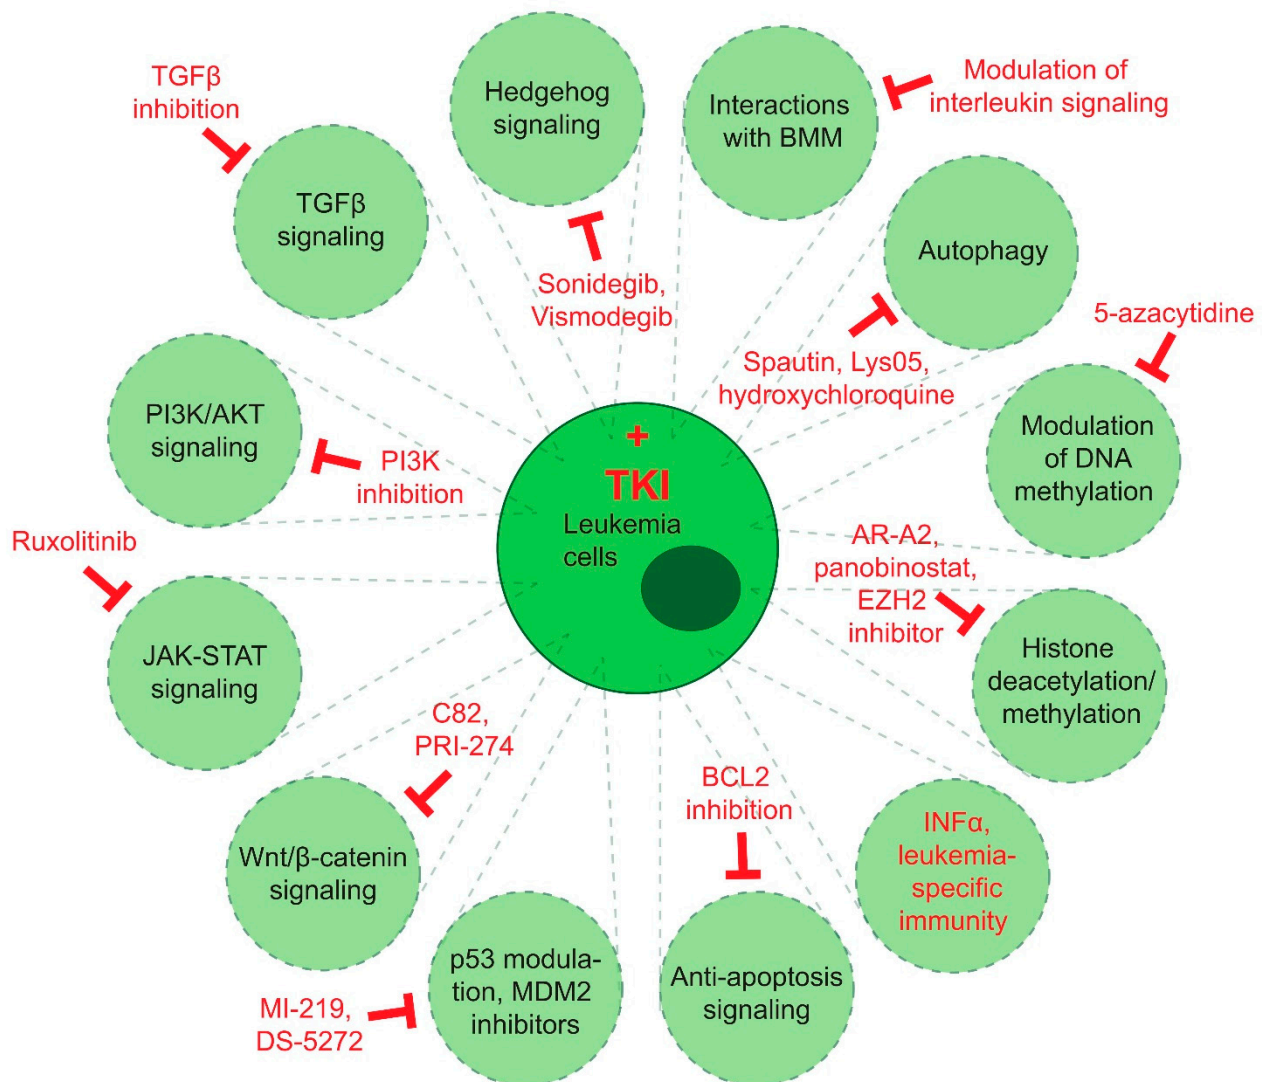 TGFβ
inhibition
TGFβ
signaling
Hedgehog
signaling
Sonidegib,
Vismodegib
Interactions
with BMM
Modulation of
interleukin signaling
Autophagy
Spautin, Lys05,
hydroxychloroquine
5-azacytidine
Modulation
of DNA
methylation
PI3K/AKT
signaling
PI3K
inhibition
+
TKI
Leukemia
cells
AR-A2,
panobinostat,
EZH2
inhibitor
Histone
deacetylation/
methylation
Ruxolitinib
JAK-STAT
signaling
C82,
PRI-274
Wnt/β-catenin
signaling
BCL2
inhibition
Anti-apoptosis
signaling
INFα,
leukemia-
specific
immunity
p53 modula-
tion, MDM2
inhibitors
MI-219,
DS-5272